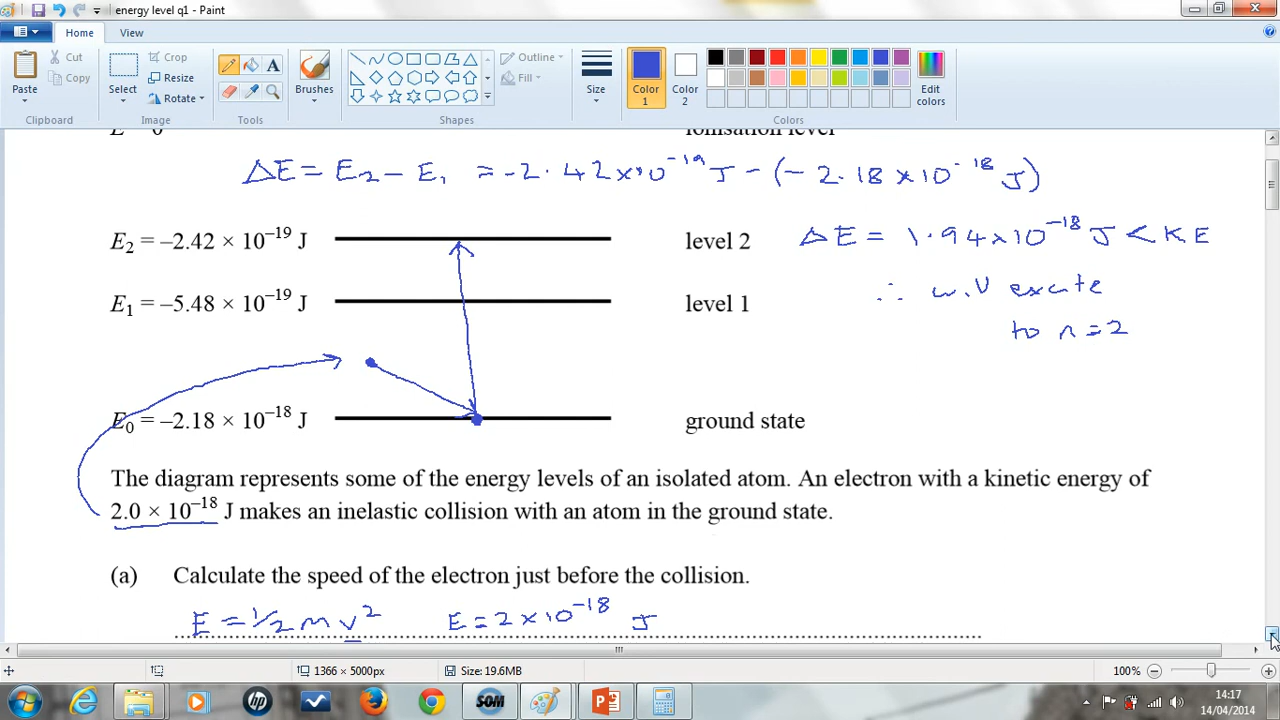 energy level q1 - Paint
Home
View
Paste
Cut
Copy
Clipboard
Select
Crop
Resize
Rotate
Image
A
Tools
Brushes
Outline
Fill
Shapes
Size
Color 1
Color 2
Edit colors
Colors
ionisation level
ΔE = E₂ – E₁ = -2.42×10⁻¹⁹ J – (–2.18×10⁻¹⁸ J)
E₂ = –2.42 × 10⁻¹⁹ J level 2
ΔE = 1.94×10⁻¹⁸ J < KE
E₁ = –5.48 × 10⁻¹⁹ J level 1
∴ will excite
to n=2
E₀ = –2.18 × 10⁻¹⁸ J ground state
The diagram represents some of the energy levels of an isolated atom. An electron with a kinetic energy of
2.0 × 10⁻¹⁸ J makes an inelastic collision with an atom in the ground state.
(a) Calculate the speed of the electron just before the collision.
E = 1/2 m v² E = 2×10⁻¹⁸ J
1366 × 5000px
Size: 19.6MB
100%
hp
SOM
14:17
14/04/2014